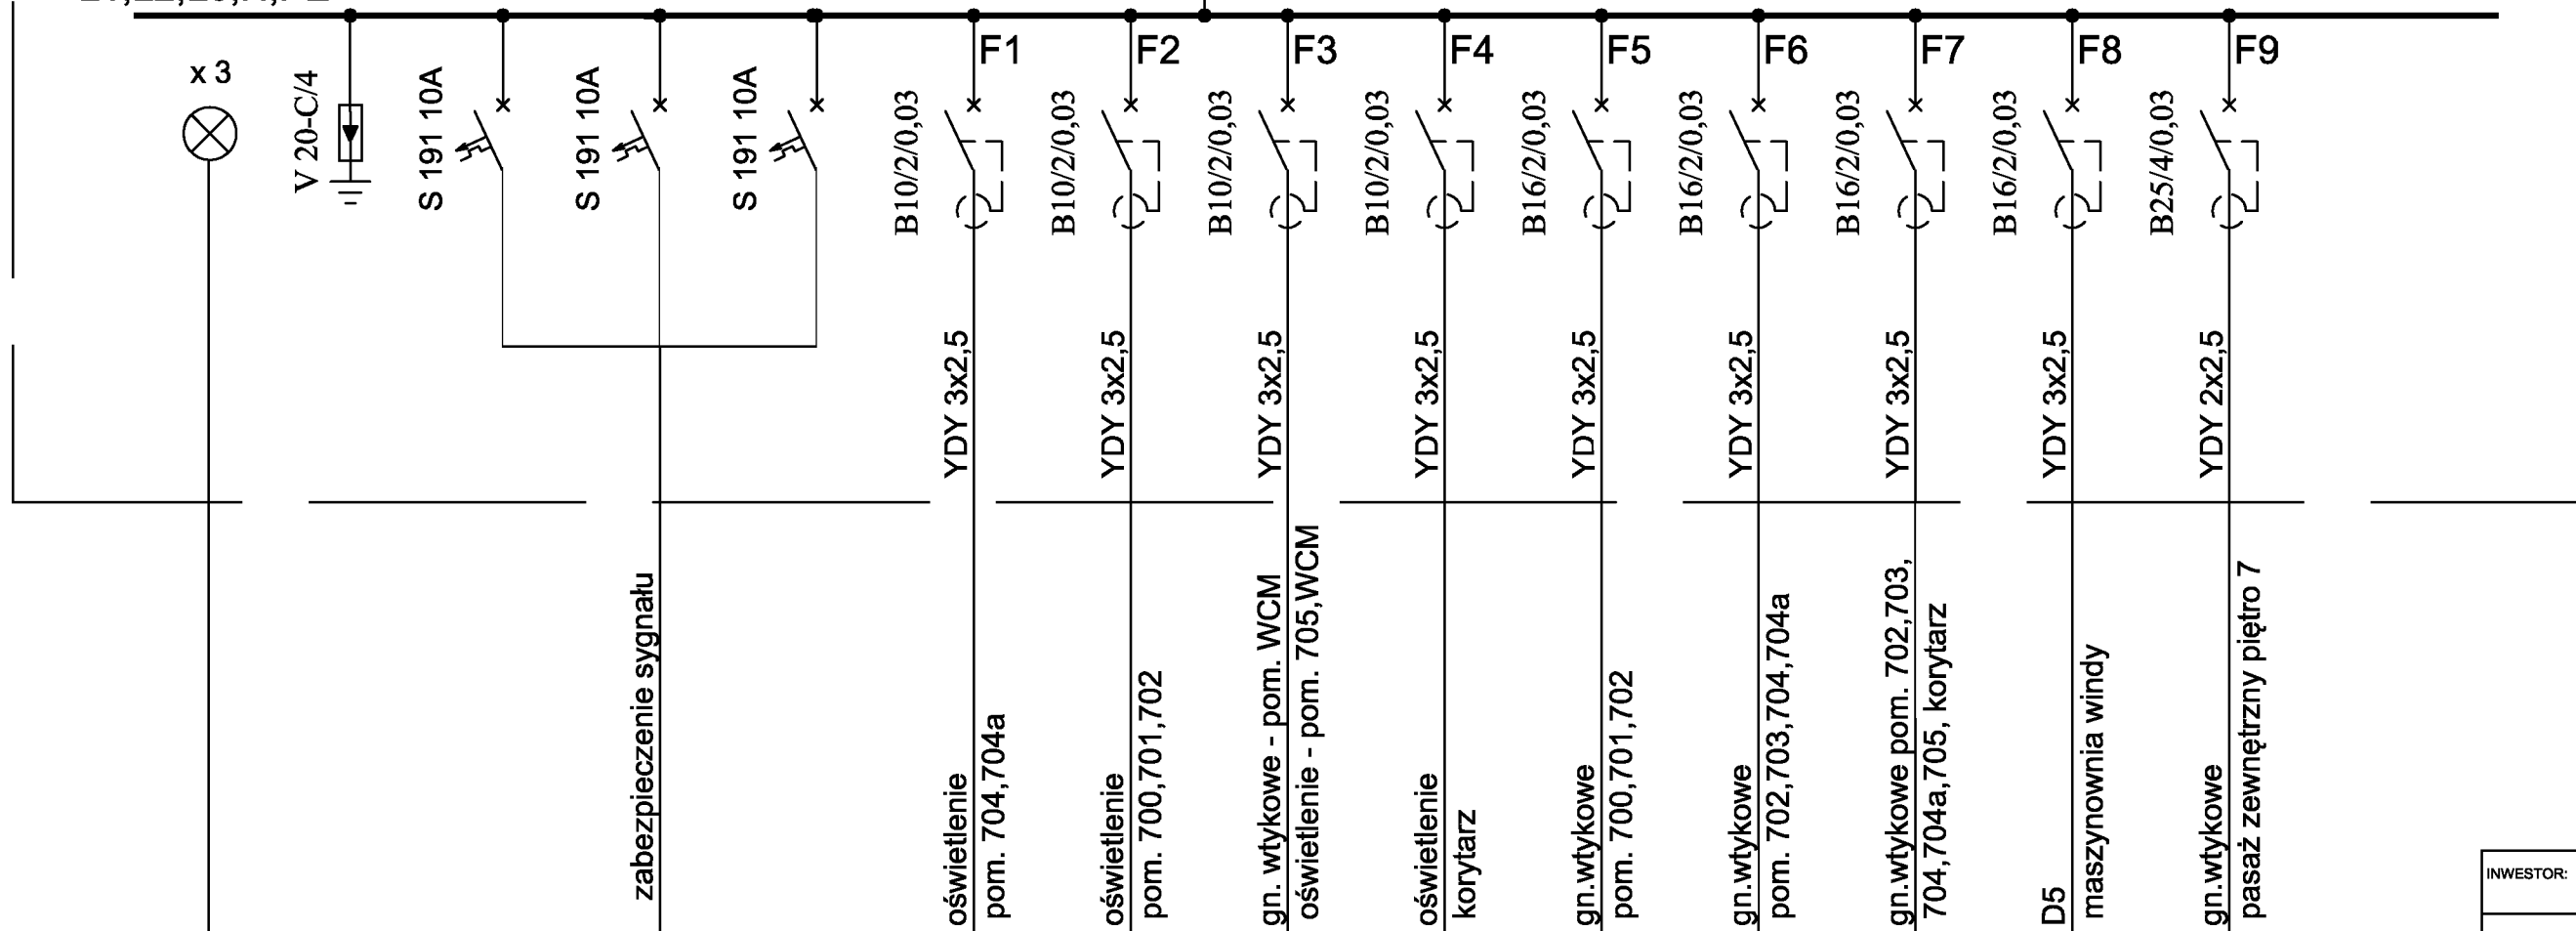 x 3
V 20-C/4
S 191 10A
S 191 10A
S 191 10A
F1
B10/2/0,03
YDY 3x2,5
oświetlenie
pom. 704,704a
F2
B10/2/0,03
YDY 3x2,5
oświetlenie
pom. 700,701,702
F3
B10/2/0,03
YDY 3x2,5
gn. wtykowe - pom. WCM
oświetlenie - pom. 705,WCM
F4
B10/2/0,03
YDY 3x2,5
oświetlenie
korytarz
F5
B16/2/0,03
YDY 3x2,5
gn.wtykowe
pom. 700,701,702
F6
B16/2/0,03
YDY 3x2,5
gn.wtykowe
pom. 702,703,704,704a
F7
B16/2/0,03
YDY 3x2,5
gn.wtykowe pom. 702,703,
704,704a,705, korytarz
F8
B16/2/0,03
YDY 3x2,5
D5
maszynownia windy
F9
B25/4/0,03
YDY 2x2,5
gn.wtykowe
pasaż zewnętrzny piętro 7
zabezpieczenie sygnału
INWESTOR: